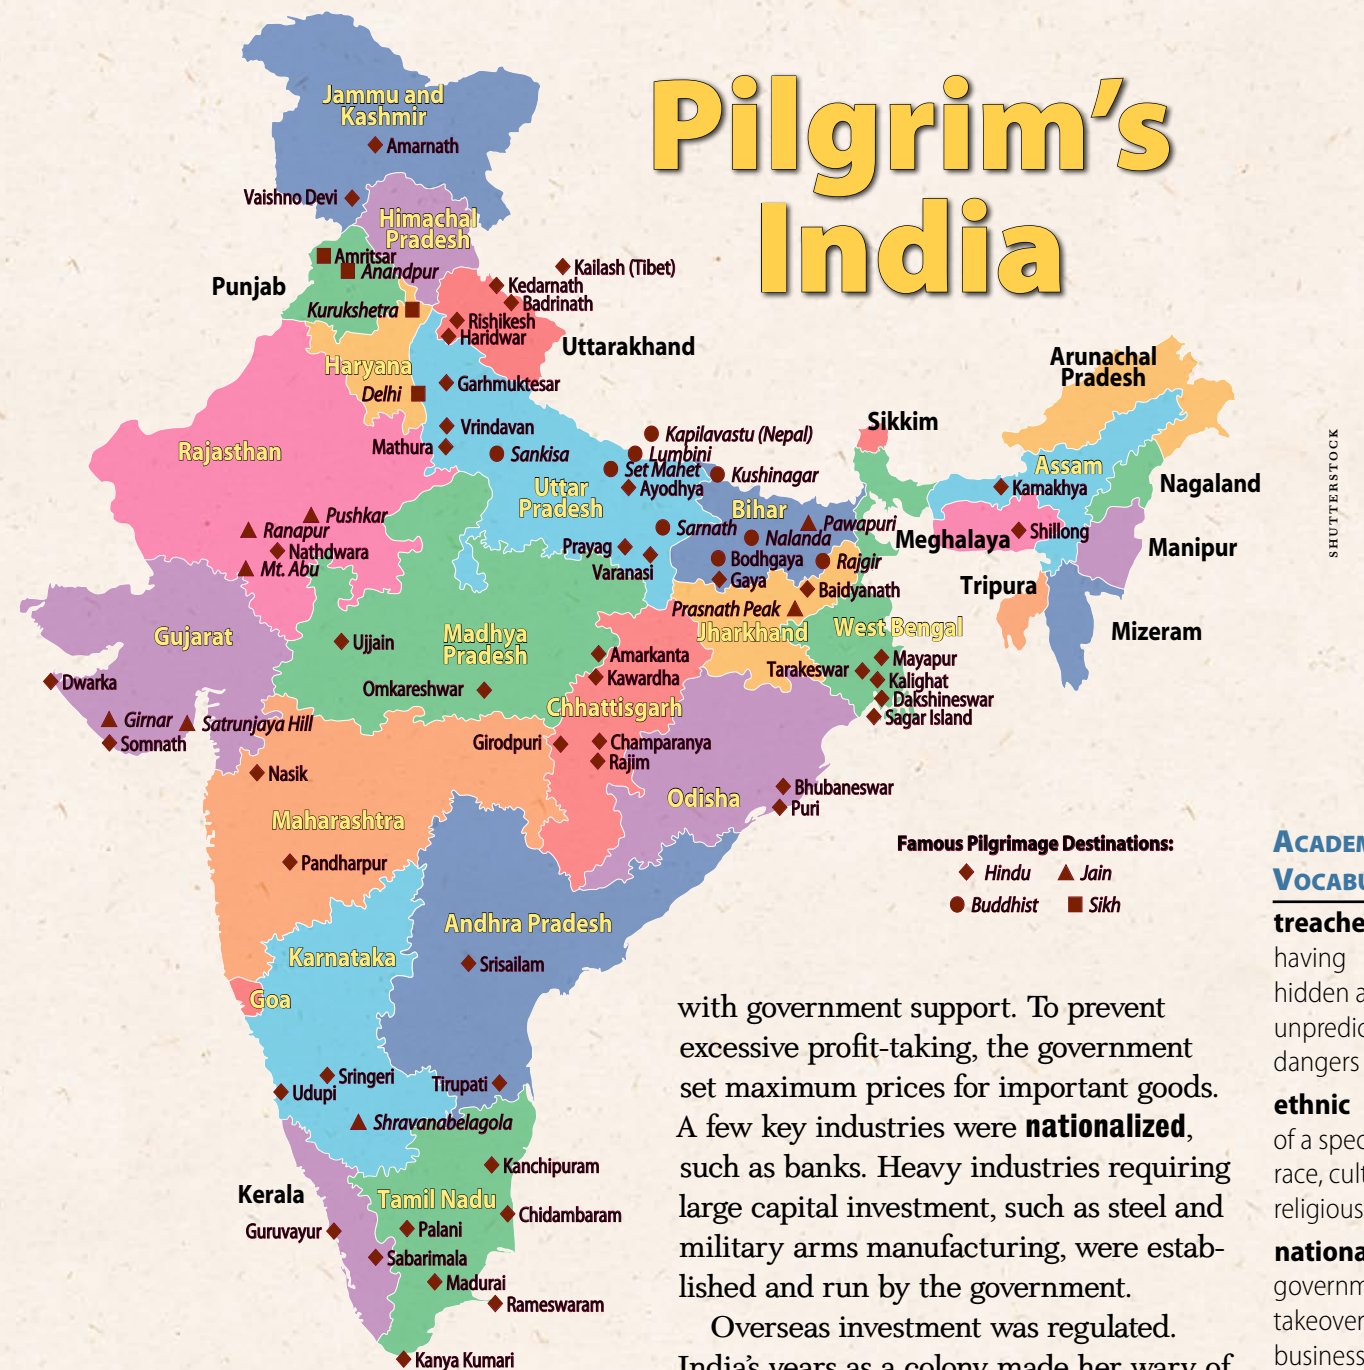 Pilgrim's
India
Jammu and
Kashmir
Amarnath
Vaishno Devi
Himachal
Pradesh
Amritsar
Anandpur
Punjab
Kurukshetra
Kailash (Tibet)
Kedarnath
Badrinath
Rishikesh
Haridwar
Uttarakhand
Haryana
Delhi
Garhmuktesar
Vrindavan
Mathura
Sankisa
Kapilavastu (Nepal)
Lumbini
Set Mahet
Kushinagar
Ayodhya
Uttar
Pradesh
Rajasthan
Pushkar
Ranapur
Nathdwara
Mt. Abu
Prayag
Varanasi
Sarnath
Bihar
Pawapuri
Nalanda
Bodhgaya
Rajgir
Gaya
Baidyanath
Prasnath Peak
Jharkhand
West Bengal
Sikkim
Arunachal
Pradesh
Assam
Kamakhya
Nagaland
Meghalaya
Shillong
Manipur
Tripura
Mizeram
Gujarat
Dwarka
Girnar
Satrunjaya Hill
Somnath
Ujjain
Madhya
Pradesh
Omkareshwar
Amarkanta
Kawardha
Chhattisgarh
Tarakeswar
Mayapur
Kalighat
Dakshineswar
Sagar Island
Girodpuri
Champaranya
Rajim
Nasik
Maharashtra
Pandharpur
Odisha
Bhubaneswar
Puri
Andhra Pradesh
Srisailam
Karnataka
Goa
Sringeri
Udupi
Tirupati
Shravanabelagola
Kanchipuram
Kerala
Tamil Nadu
Chidambaram
Guruvayur
Palani
Sabarimala
Madurai
Rameswaram
Kanya Kumari
Famous Pilgrimage Destinations:
Hindu Jain
Buddhist Sikh
SHUTTERSTOCK
with government support. To prevent
excessive profit-taking, the government
set maximum prices for important goods.
A few key industries were nationalized,
such as banks. Heavy industries requiring
large capital investment, such as steel and
military arms manufacturing, were estab-
lished and run by the government.
Overseas investment was regulated.
India's years as a colony made her wary of
ACADEM
VOCABU
treache
having
hidden a
unpredic
dangers
ethnic
of a spec
race, cult
religious
nationa
governm
takeover
business